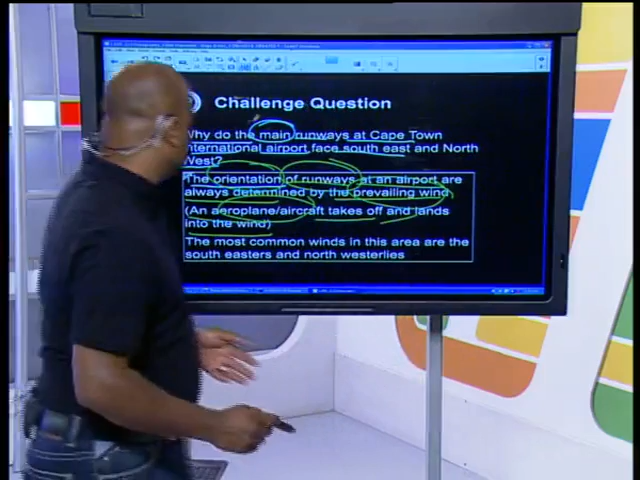 Challenge Question
Why do the main runways at Cape Town
international airport face south east and North
West?
The orientation of runways at an airport are
always determined by the prevailing wind
(An aeroplane/aircraft takes off and lands
into the wind)
The most common winds in this area are the
south easters and north westerlies